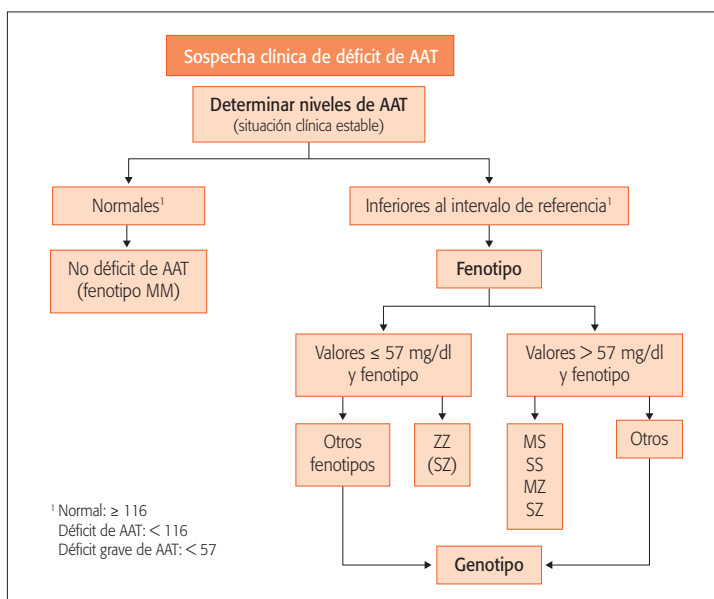 Sospecha clínica de déficit de AAT
Determinar niveles de AAT
(situación clínica estable)
Normales¹
Inferiores al intervalo de referencia¹
No déficit de AAT
(fenotipo MM)
Fenotipo
Valores ≤ 57 mg/dl
y fenotipo
Valores > 57 mg/dl
y fenotipo
Otros
fenotipos
ZZ
(SZ)
MS
SS
MZ
SZ
Otros
¹ Normal: ≥ 116
Déficit de AAT: < 116
Déficit grave de AAT: < 57
Genotipo